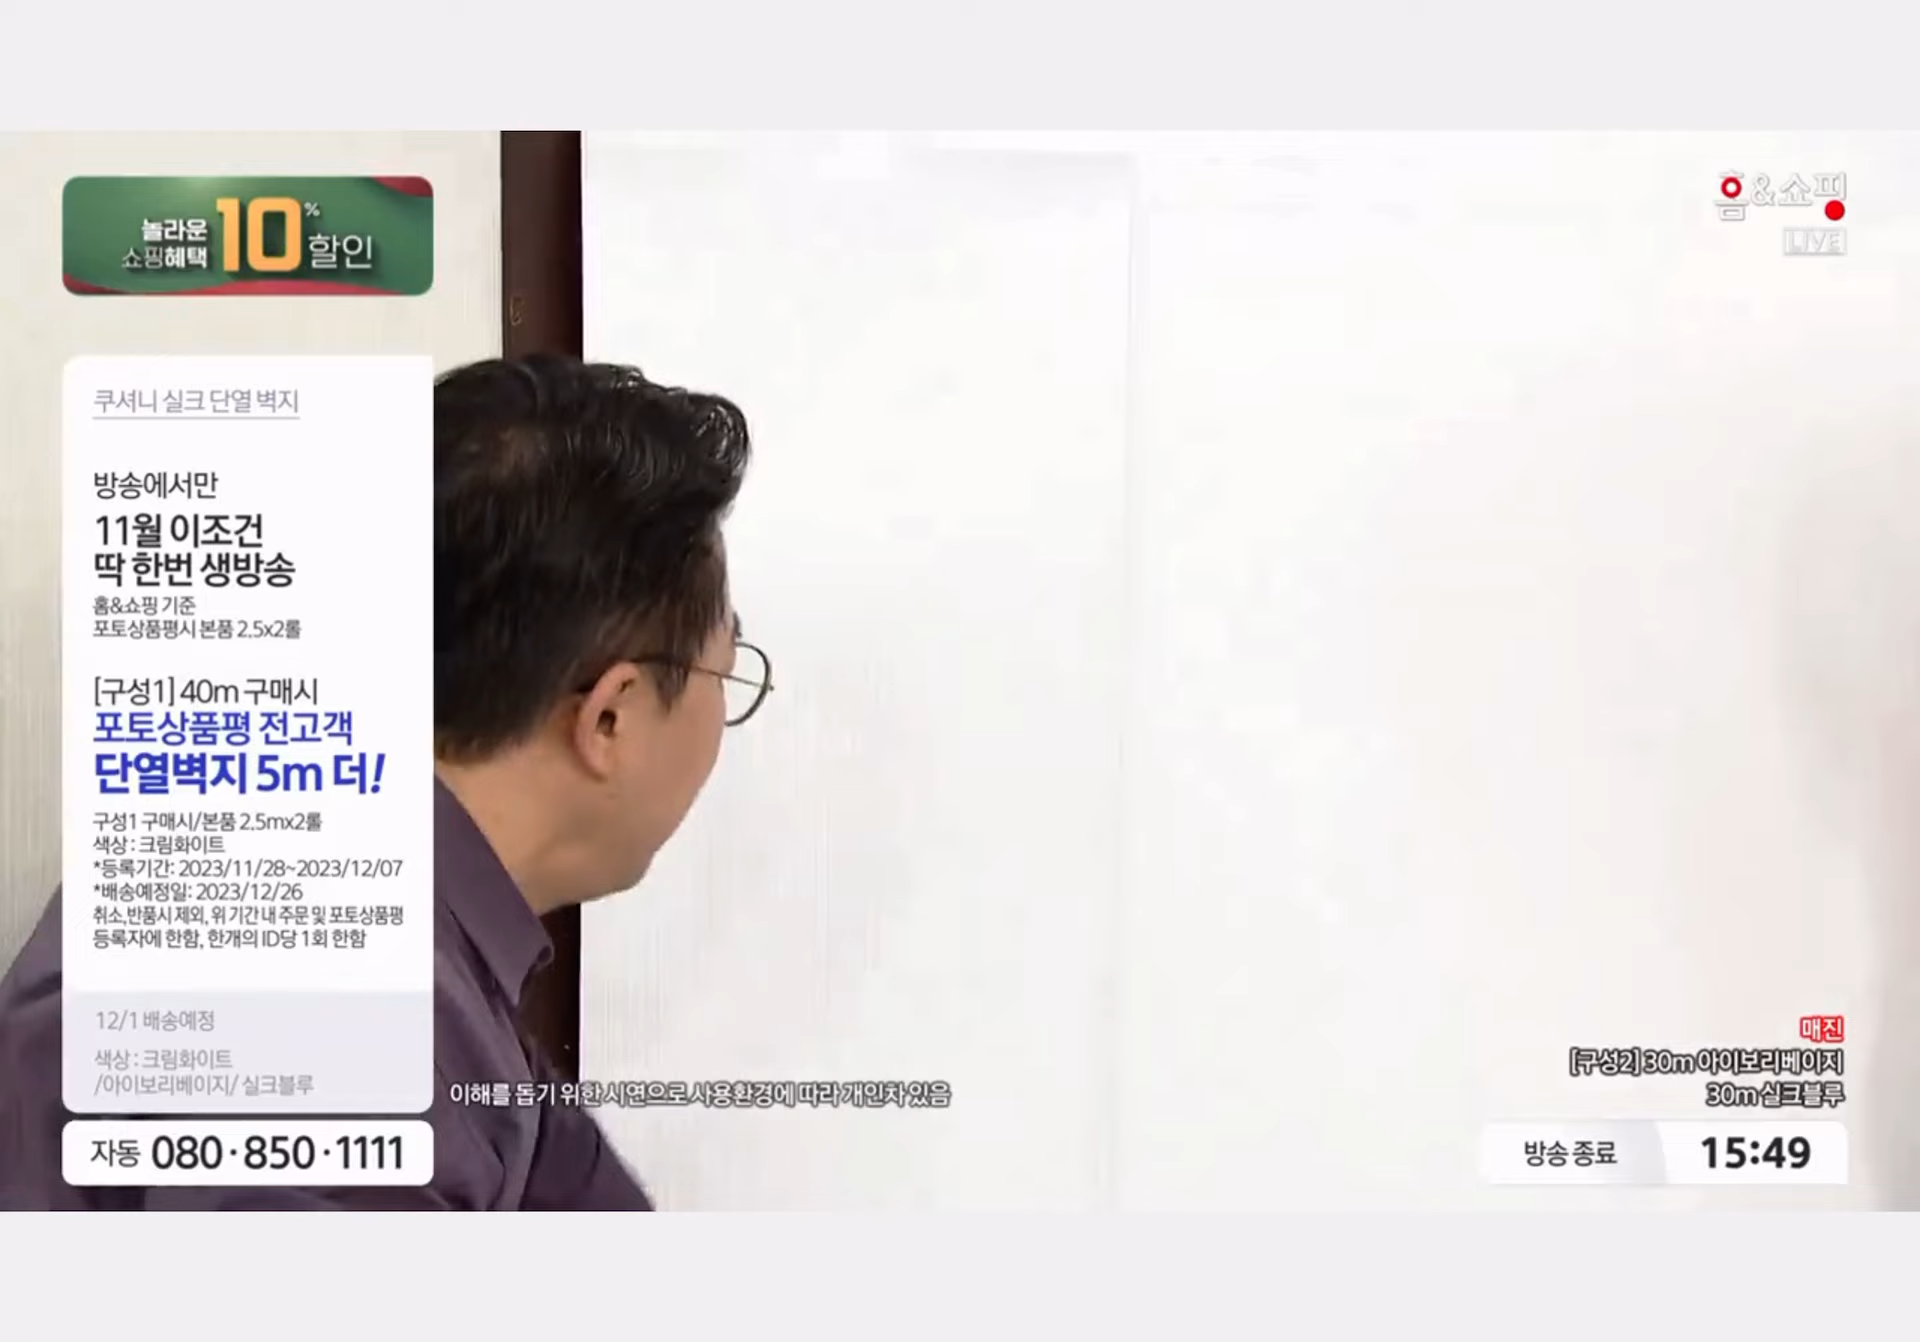 놀라운
쇼핑혜택
10% 할인
홈&쇼핑
LIVE
쿠셔니 실크 단열 벽지
방송에서만
11월 이조건
딱 한번 생방송
홈&쇼핑 기준
포토상품평시 본품 2.5x2롤
[구성1] 40m 구매시
포토상품평 전고객
단열벽지 5m 더!
구성1 구매시/본품 2.5mx2롤
색상 : 크림화이트
*등록기간: 2023/11/28~2023/12/07
*배송예정일: 2023/12/26
취소,반품시 제외, 위 기간 내 주문 및 포토상품평
등록자에 한함, 한개의 ID당 1회 한함
12/1 배송예정
색상 : 크림화이트
/아이보리베이지/ 실크블루
자동 080·850·1111
이해를 돕기 위한 시연으로 사용환경에 따라 개인차 있음
매진
[구성2] 30m 아이보리베이지
30m 실크블루
방송 종료 15:49